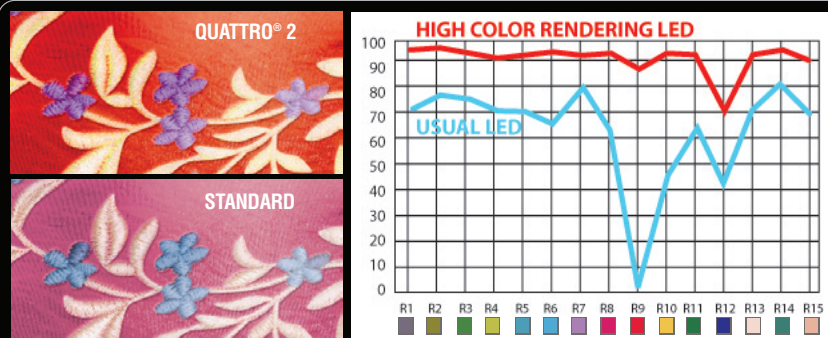 QUATTRO® 2
STANDARD
HIGH COLOR RENDERING LED
USUAL LED
100
90
80
70
60
50
40
30
20
10
0
R1 R2 R3 R4 R5 R6 R7 R8 R9 R10 R11 R12 R13 R14 R15